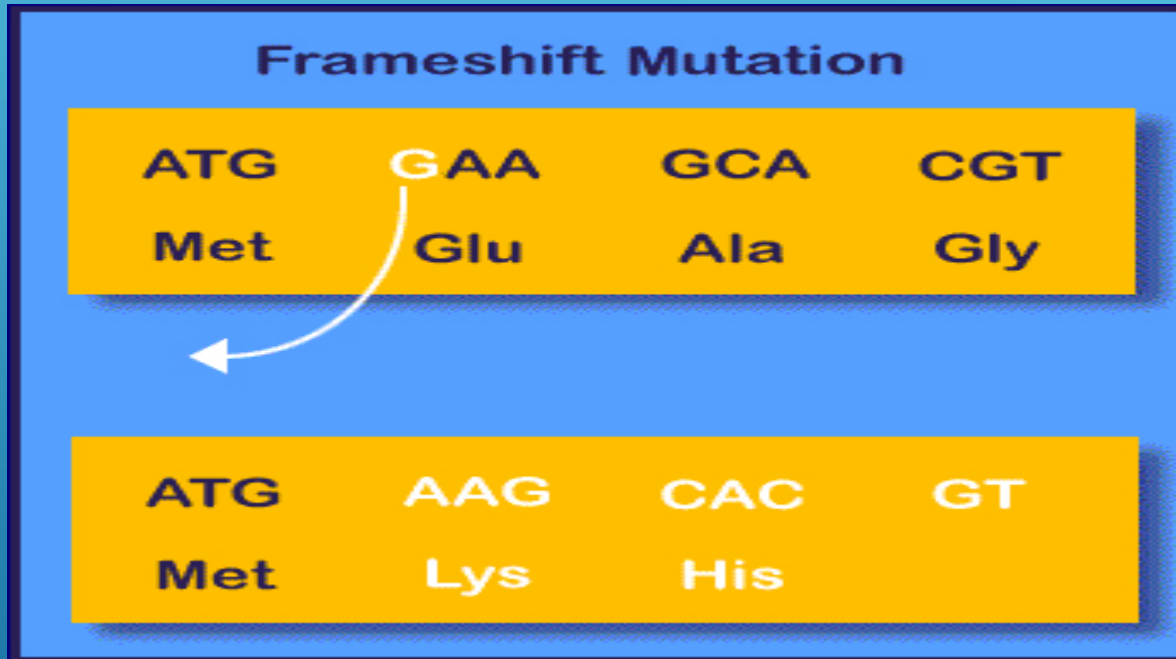 Frameshift Mutation
ATG GAA GCA CGT
Met Glu Ala Gly
ATG AAG CAC GT
Met Lys His